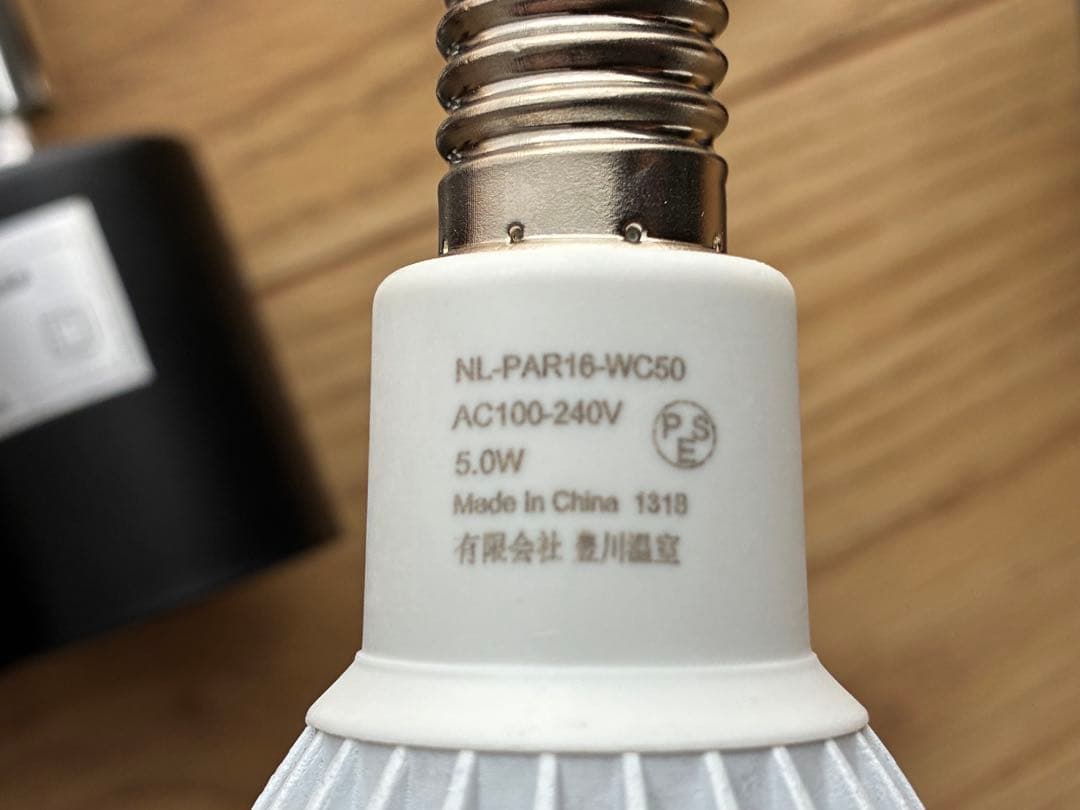 NL-PAR16-WC50
AC100-240V
PSE
5.0W
Made in China 1318
有限会社 豊川温室